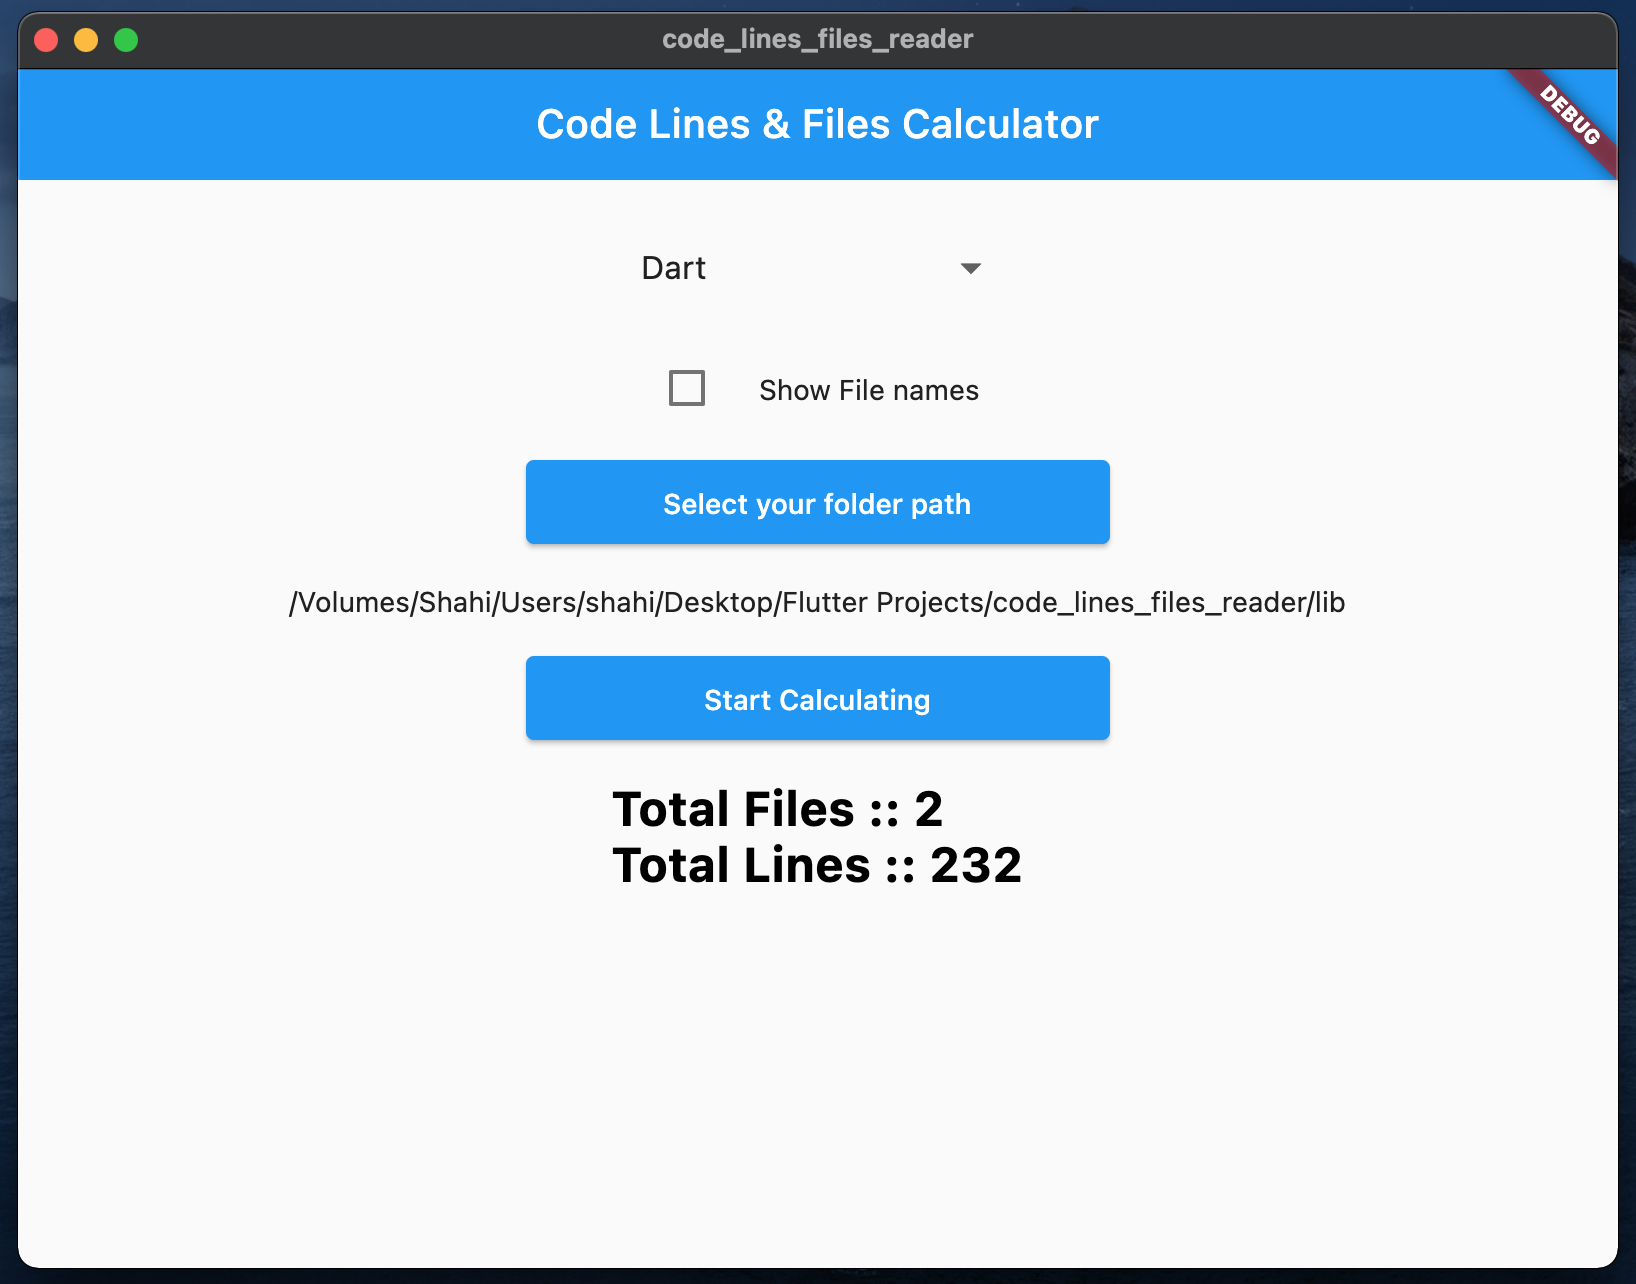 code_lines_files_reader
Code Lines & Files Calculator
DEBUG
Dart
Show File names
Select your folder path
/Volumes/Shahi/Users/shahi/Desktop/Flutter Projects/code_lines_files_reader/lib
Start Calculating
Total Files :: 2
Total Lines :: 232